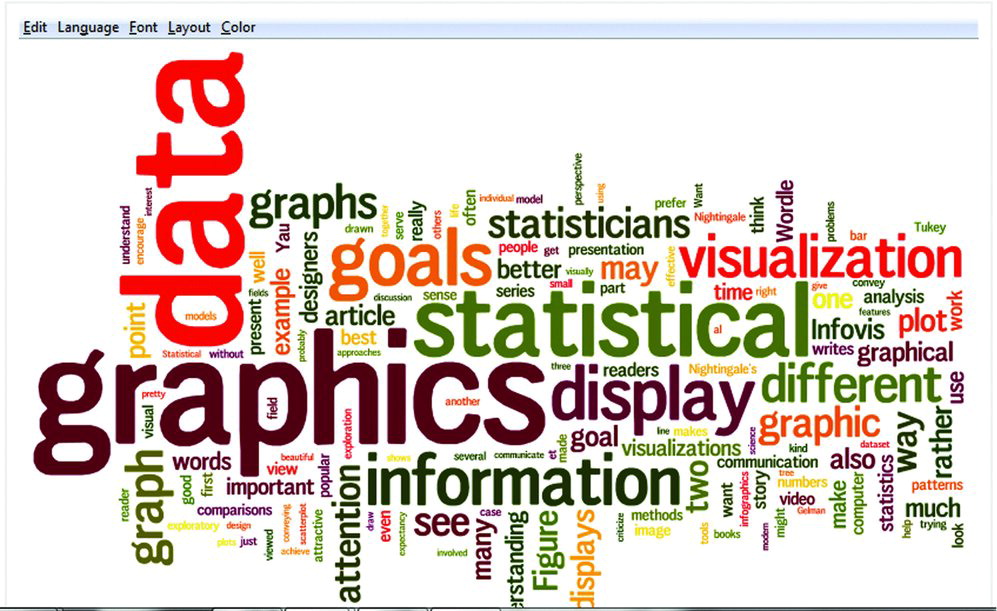 Edit Language Font Layout Color
data
graphs
goals
statisticians
visualization
statistical
graphics
display
different
graphic
information
understand
encourage
interest
models
point
Statistical
without
present
fields
well
example
You
designers
probably
drawn
together
serve
really
others
life
often
individual
model
perspective
using
prefer
Want
Nightingale
think
Wordle
problems
bar
Tukey
people
get
presentation
better
visually
may
effective
small
series
part
discussion
sense
article
best
approaches
time
right
give
one
convey
analysis
features
plot
work
al
Infovis
writes
graphical
three
readers
Nightingale's
use
pretty
visual
field
another
exploration
goal
made
et
line
makes
visualizations
science
kind
dataset
way
rather
words
beautiful
view
popular
shows
several
communicate
two
communication
also
statistics
patterns
reader
graph
good
first
important
attention
comparisons
exploratory
design
plots
just
viewed
conveying
achieve
scatterplot
attractive
draw
even
expectancy
see
involved
many
case
erstanding
Figure
displays
criticize
methods
image
tools
books
want
infographics
story
modern
tree
numbers
might
video
Gelman
make
computer
help
much
trying
look